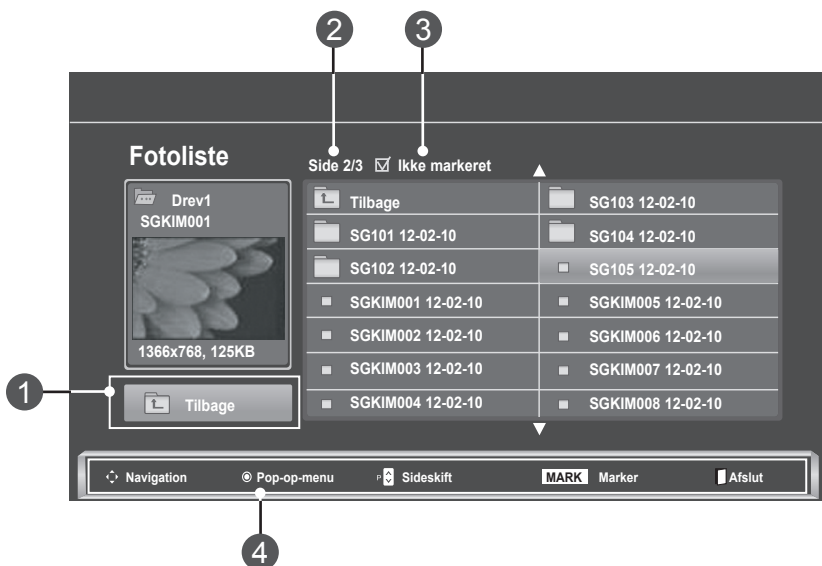 2 3
Fotoliste
Side 2/3 Ikke markeret
Drev1
SGKIM001
1366x768, 125KB
1
Tilbage
Tilbage
SG101 12-02-10
SG102 12-02-10
SGKIM001 12-02-10
SGKIM002 12-02-10
SGKIM003 12-02-10
SGKIM004 12-02-10
SG103 12-02-10
SG104 12-02-10
SG105 12-02-10
SGKIM005 12-02-10
SGKIM006 12-02-10
SGKIM007 12-02-10
SGKIM008 12-02-10
Navigation Pop-op-menu P Sideskift MARK Marker Afslut
4